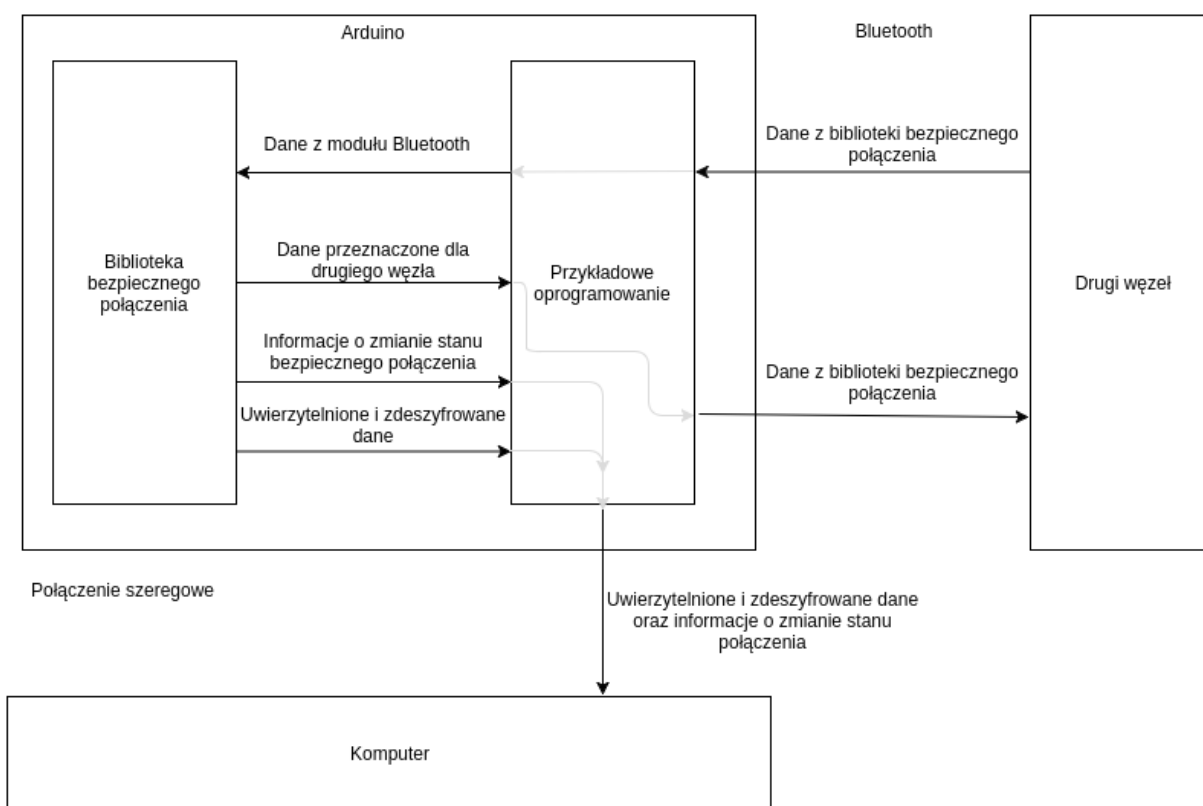 Arduino
Bluetooth
Dane z modułu Bluetooth
Dane z biblioteki bezpiecznego
połączenia
Biblioteka
bezpiecznego
połączenia
Dane przeznaczone dla
drugiego węzła
Przykładowe
oprogramowanie
Drugi węzeł
Informacje o zmianie stanu
bezpiecznego połączenia
Dane z biblioteki bezpiecznego
połączenia
Uwierzytelnione i zdeszyfrowane
dane
Połączenie szeregowe
Uwierzytelnione i zdeszyfrowane dane
oraz informacje o zmianie stanu
połączenia
Komputer